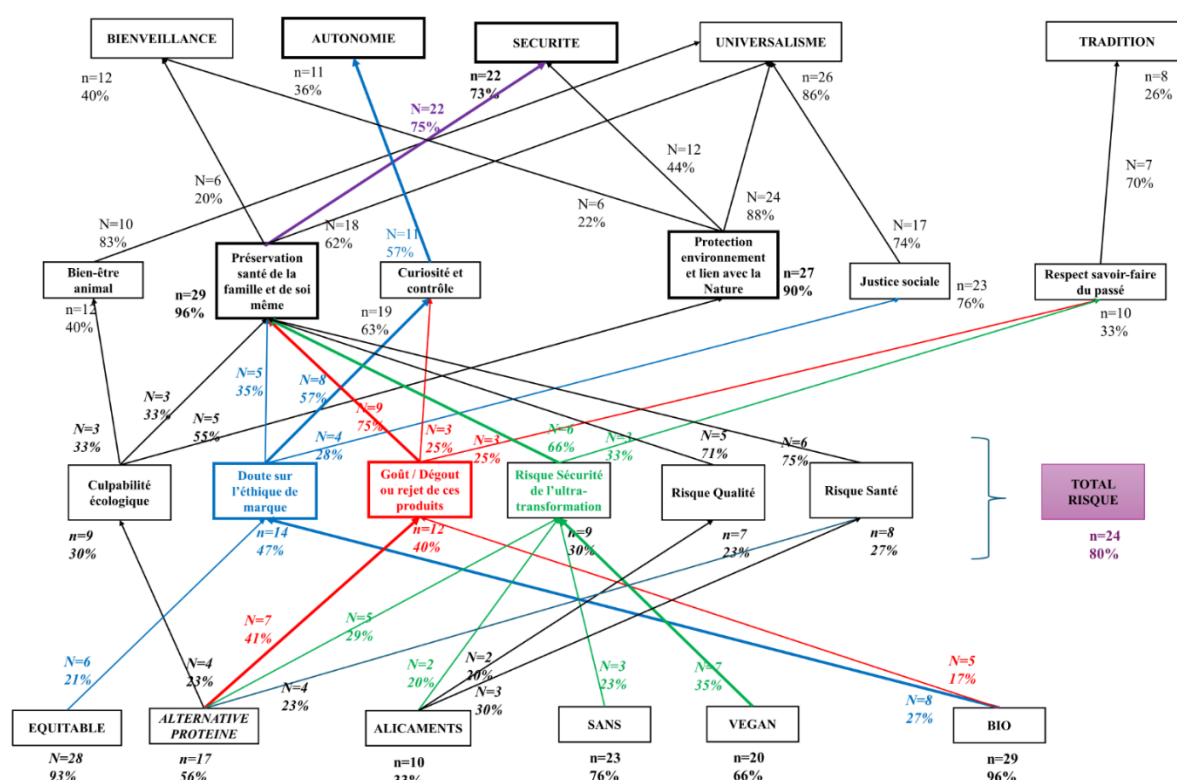 BIENVEILLANCE
AUTONOMIE
SECURITE
UNIVERSALISME
TRADITION
n=12
40%
n=11
36%
n=22
73%
n=26
86%
n=8
26%
N=22
75%
N=12
44%
N=7
70%
N=6
20%
N=24
88%
N=6
22%
N=10
83%
N=18
62%
N=11
57%
N=17
74%
Bien-être
animal
Préservation
santé de la
famille et de soi
même
Curiosité et
contrôle
Protection
environnement
et lien avec la
Nature
Justice sociale
Respect savoir-faire
du passé
n=12
40%
n=29
96%
n=19
63%
n=27
90%
n=23
76%
n=10
33%
N=3
33%
N=3
33%
N=5
55%
N=5
35%
N=8
57%
N=4
28%
N=9
75%
N=3
25%
N=3
25%
N=6
66%
N=3
33%
N=5
71%
N=6
75%
Culpabilité
écologique
Doute sur
l'éthique de
marque
Goût / Dégout
ou rejet de ces
produits
Risque Sécurité
de l'ultra-
transformation
Risque Qualité
Risque Santé
TOTAL
RISQUE
n=9
30%
n=14
47%
n=12
40%
n=9
30%
n=7
23%
n=8
27%
n=24
80%
N=6
21%
N=4
23%
N=7
41%
N=5
29%
N=4
23%
N=2
20%
N=2
20%
N=3
30%
N=3
23%
N=7
35%
N=5
17%
N=8
27%
EQUITABLE
ALTERNATIVE
PROTEINE
ALICAMENTS
SANS
VEGAN
BIO
N=28
93%
n=17
56%
n=10
33%
n=23
76%
n=20
66%
n=29
96%